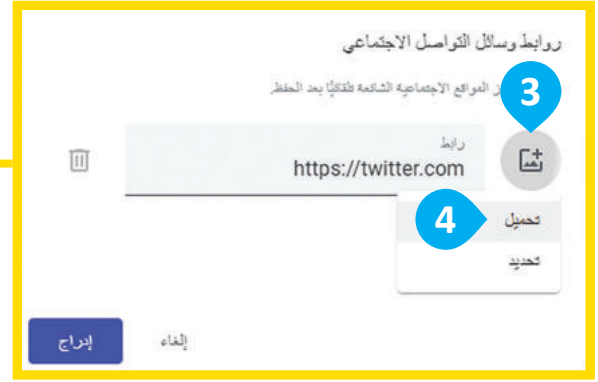 روابط وسائل التواصل الاجتماعي
المواقع الاجتماعية الشائعة تلقائيًا بعد الحفظ.
3
رابط
https://twitter.com
تحميل
4
تحديد
إلغاء
إدراج